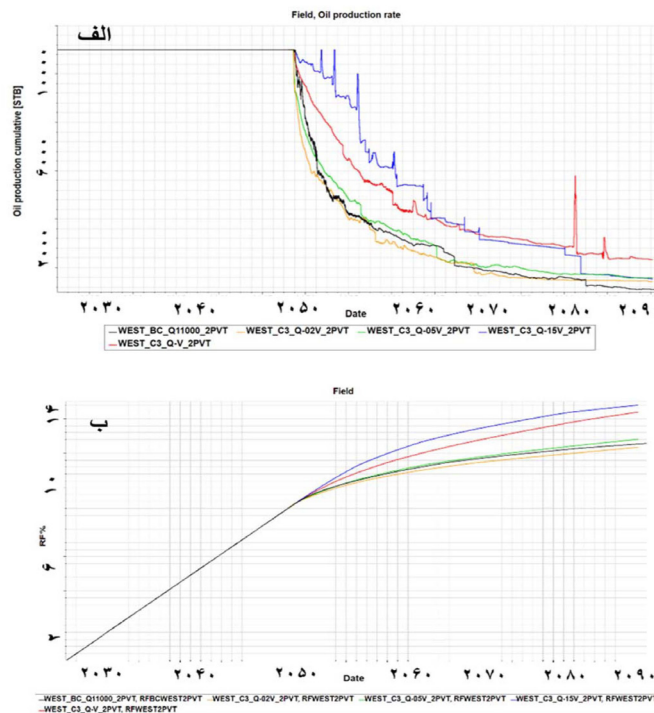 Field, Oil production rate
الف
Oil production cumulative [STB]
۱۰۰۰۰
۶۰۰۰
۲۰۰۰
۲۰۳۰ ۲۰۴۰ ۲۰۵۰ ۲۰۶۰ ۲۰۷۰ ۲۰۸۰ ۲۰۹
Date
WEST_BC_Q11000_2PVT WEST_C3_Q-02V_2PVT WEST_C3_Q-05V_2PVT WEST_C3_Q-15V_2PVT
WEST_C3_Q-V_2PVT
Field
ب
RF%
۱۴
۱۰
۶
۲
۲۰۳۰ ۲۰۴۰ ۲۰۵۰ ۲۰۶۰ ۲۰۷۰ ۲۰۸۰ ۲۰۹۰
Date
WEST_BC_Q11000_2PVT, RFBCWEST2PVT WEST_C3_Q-02V_2PVT, RFWEST2PVT WEST_C3_Q-05V_2PVT, RFWEST2PVT WEST_C3_Q-15V_2PVT, RFWEST2PVT
WEST_C3_Q-V_2PVT, RFWEST2PVT